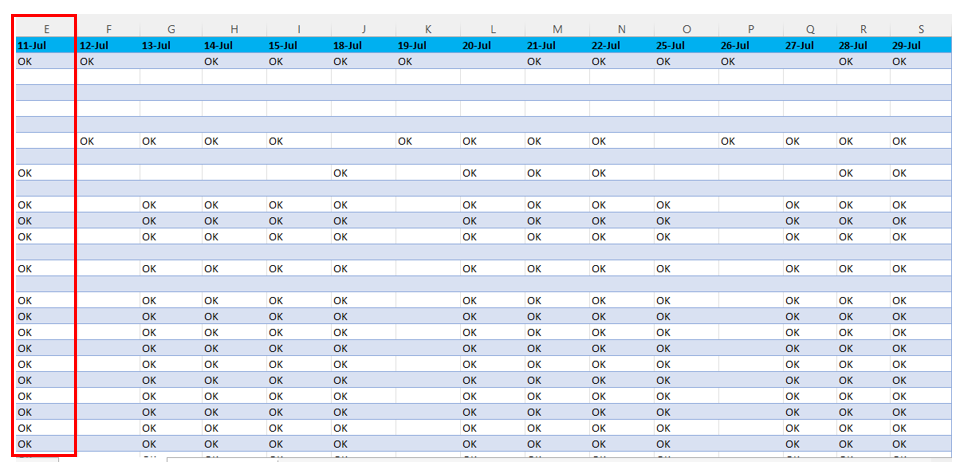 E F G H I J K L M N O P Q R S
11-Jul 12-Jul 13-Jul 14-Jul 15-Jul 18-Jul 19-Jul 20-Jul 21-Jul 22-Jul 25-Jul 26-Jul 27-Jul 28-Jul 29-Jul
OK OK OK OK OK OK OK OK OK OK OK OK
OK OK OK OK OK OK OK OK OK OK OK OK
OK OK OK OK OK OK OK
OK OK OK OK OK OK OK OK OK OK OK OK
OK OK OK OK OK OK OK OK OK OK OK OK
OK OK OK OK OK OK OK OK OK OK OK OK
OK OK OK OK OK OK OK OK OK OK OK OK
OK OK OK OK OK OK OK OK OK OK OK OK
OK OK OK OK OK OK OK OK OK OK OK OK
OK OK OK OK OK OK OK OK OK OK OK OK
OK OK OK OK OK OK OK OK OK OK OK OK
OK OK OK OK OK OK OK OK OK OK OK OK
OK OK OK OK OK OK OK OK OK OK OK OK
OK OK OK OK OK OK OK OK OK OK OK OK
OK OK OK OK OK OK OK OK OK OK OK OK
OK OK OK OK OK OK OK OK OK OK OK OK
OK OK OK OK OK OK OK OK OK OK OK OK